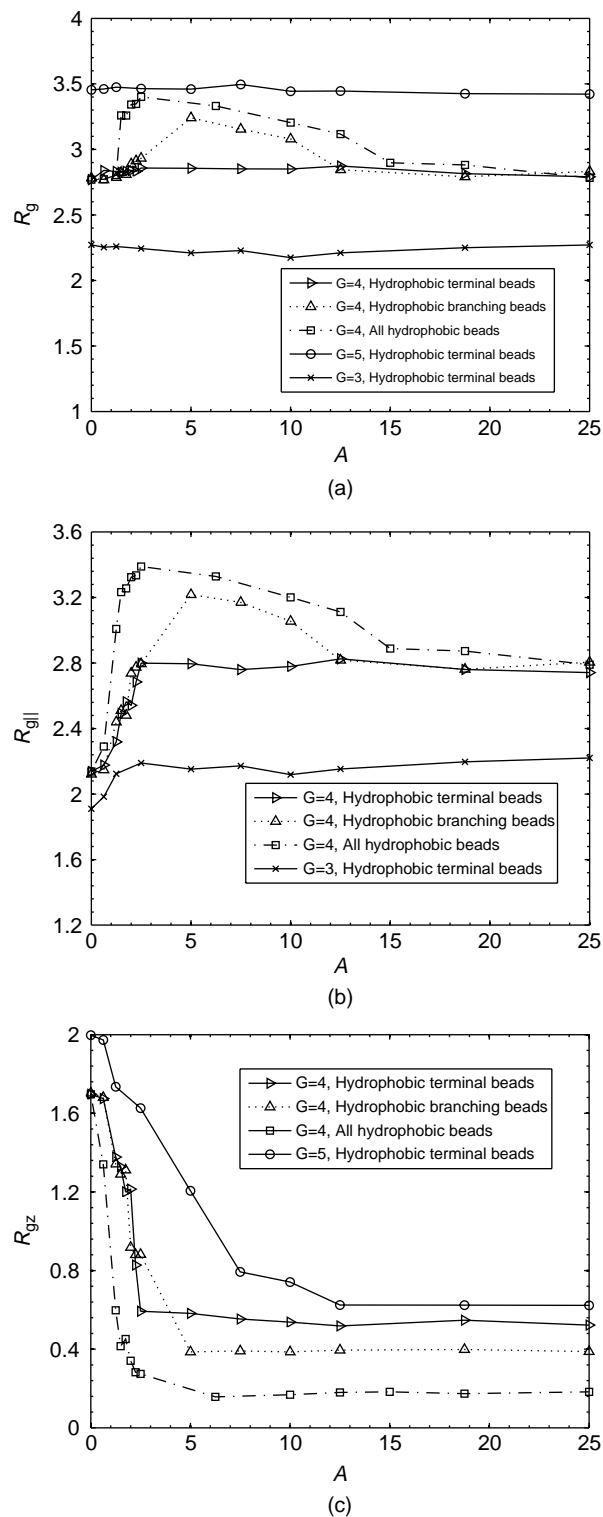 4
3.5
3
2.5
2
1.5
1
Rg
G=4, Hydrophobic terminal beads
G=4, Hydrophobic branching beads
G=4, All hydrophobic beads
G=5, Hydrophobic terminal beads
G=3, Hydrophobic terminal beads
0 5 10 15 20 25
A
(a)
3.6
3.2
2.8
2.4
2
1.6
1.2
Rg||
G=4, Hydrophobic terminal beads
G=4, Hydrophobic branching beads
G=4, All hydrophobic beads
G=3, Hydrophobic terminal beads
0 5 10 15 20 25
A
(b)
2
1.6
1.2
0.8
0.4
0
Rgz
G=4, Hydrophobic terminal beads
G=4, Hydrophobic branching beads
G=4, All hydrophobic beads
G=5, Hydrophobic terminal beads
0 5 10 15 20 25
A
(c)